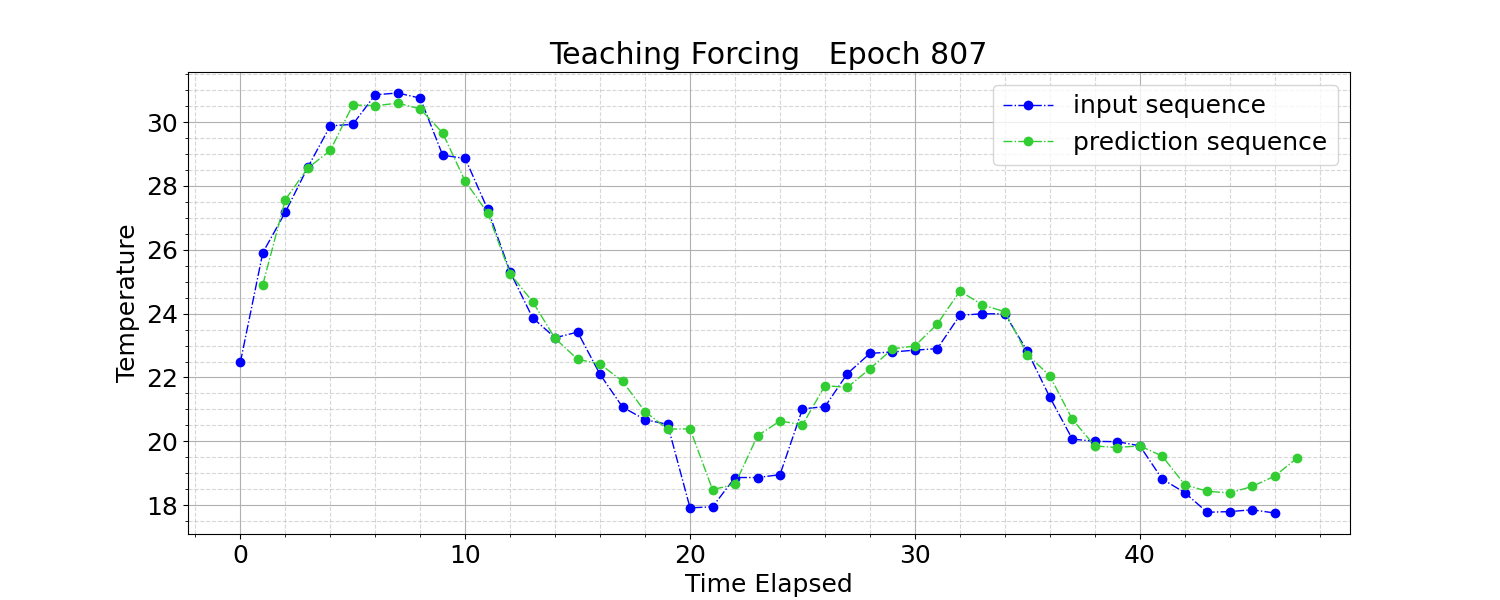 Teaching Forcing   Epoch 807
input sequence
prediction sequence
Temperature
30
28
26
24
22
20
18
0 10 20 30 40
Time Elapsed